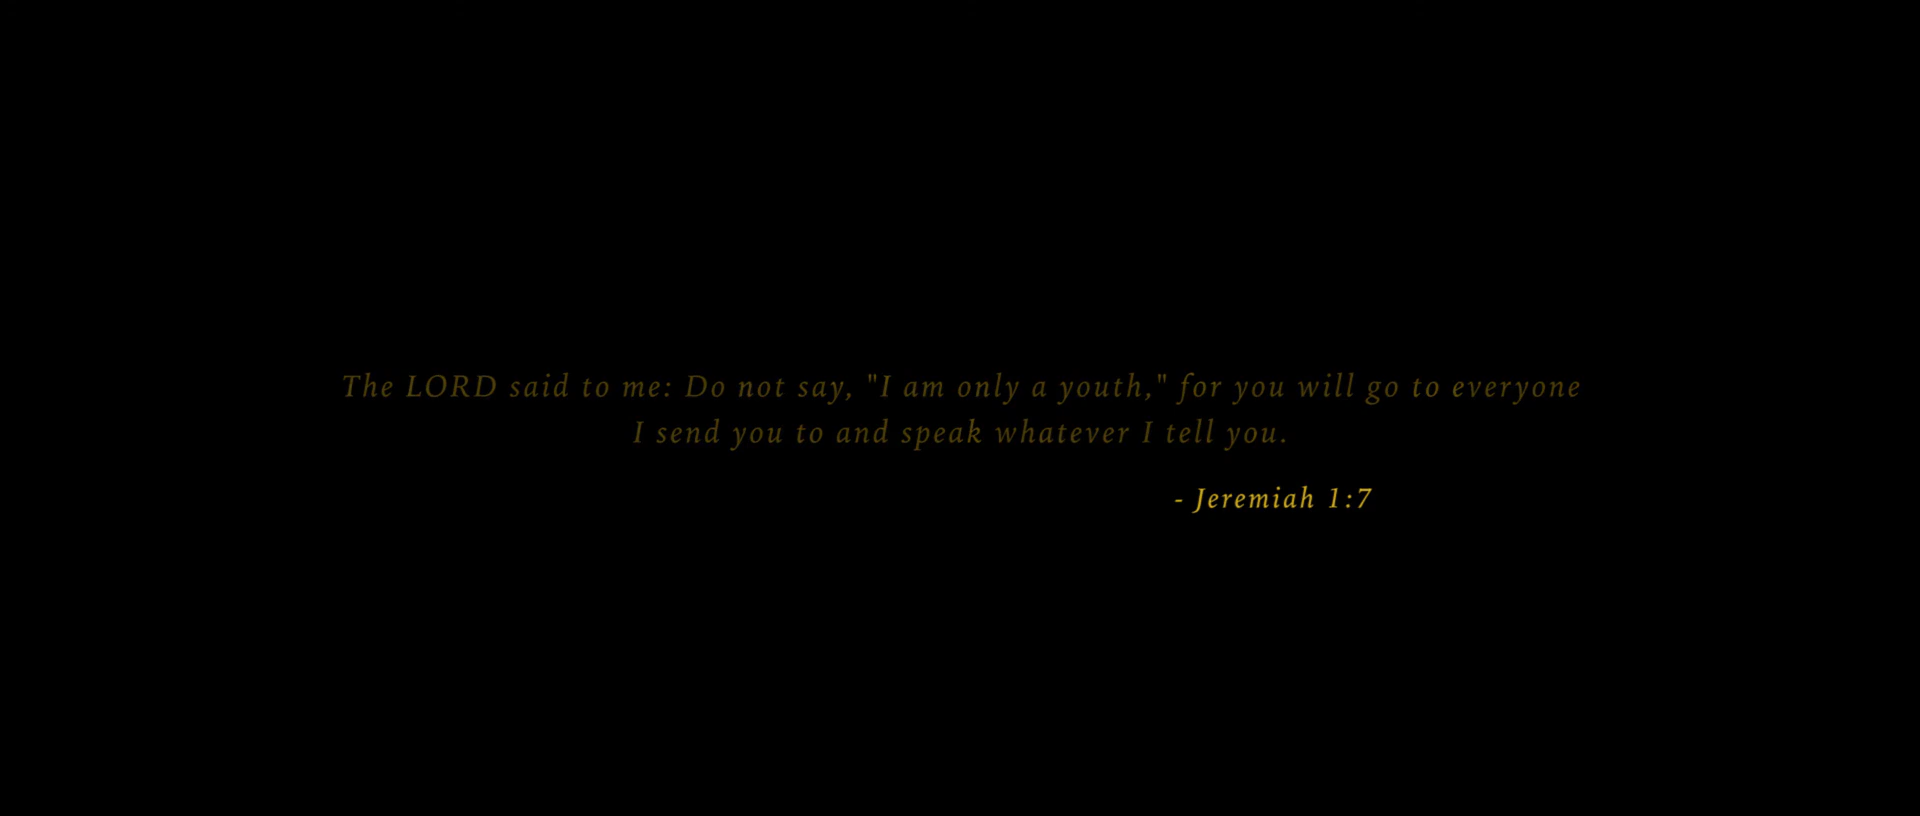 The LORD said to me: Do not say, "I am only a youth," for you will go to everyone
I send you to and speak whatever I tell you.
- Jeremiah 1:7